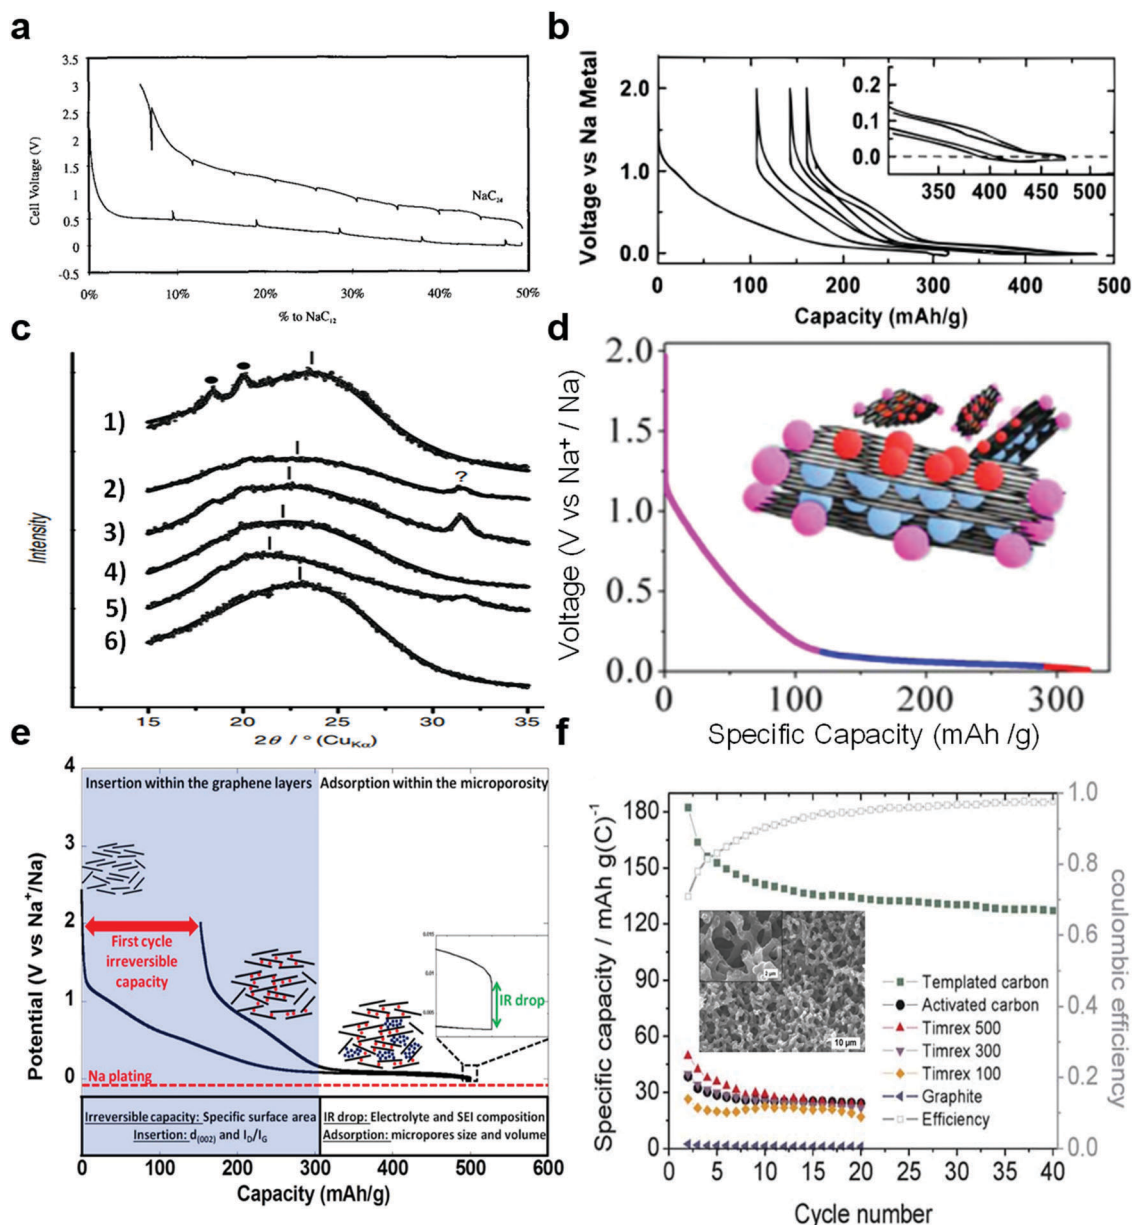 a
3.5
3
2.5
2
1.5
1
0.5
0
-0.5
Cell Voltage (V)
NaC24
0% 10% 20% 30% 40% 50%
% to NaC12
b
Voltage vs Na Metal
2.0
1.0
0.0
0.2
0.1
0.0
350 400 450 500
0 100 200 300 400 500
Capacity (mAh/g)
c
Intensity
1)
2)
3)
4)
5)
6)
?
15 20 25 30 35
2θ / ° (CuKα)
d
Voltage (V vs Na+ / Na)
2.0
1.5
1.0
0.5
0.0
0 100 200 300
Specific Capacity (mAh /g)
e
Potential (V vs Na+/Na)
4
3
2
1
0
Insertion within the graphene layers
Adsorption within the microporosity
First cycle
irreversible
capacity
0.015
0.01
0.005
IR drop
Na plating
Irreversible capacity: Specific surface area
Insertion: d(002) and ID/IG
IR drop: Electrolyte and SEI composition
Adsorption: micropores size and volume
0 100 200 300 400 500 600
Capacity (mAh/g)
f
Specific capacity / mAh g(C)-1
180
150
120
90
60
30
0
1.0
0.8
0.6
0.4
0.2
0.0
coulombic efficiency
2 µm
10 µm
Templated carbon
Activated carbon
Timrex 500
Timrex 300
Timrex 100
Graphite
Efficiency
0 5 10 15 20 25 30 35 40
Cycle number